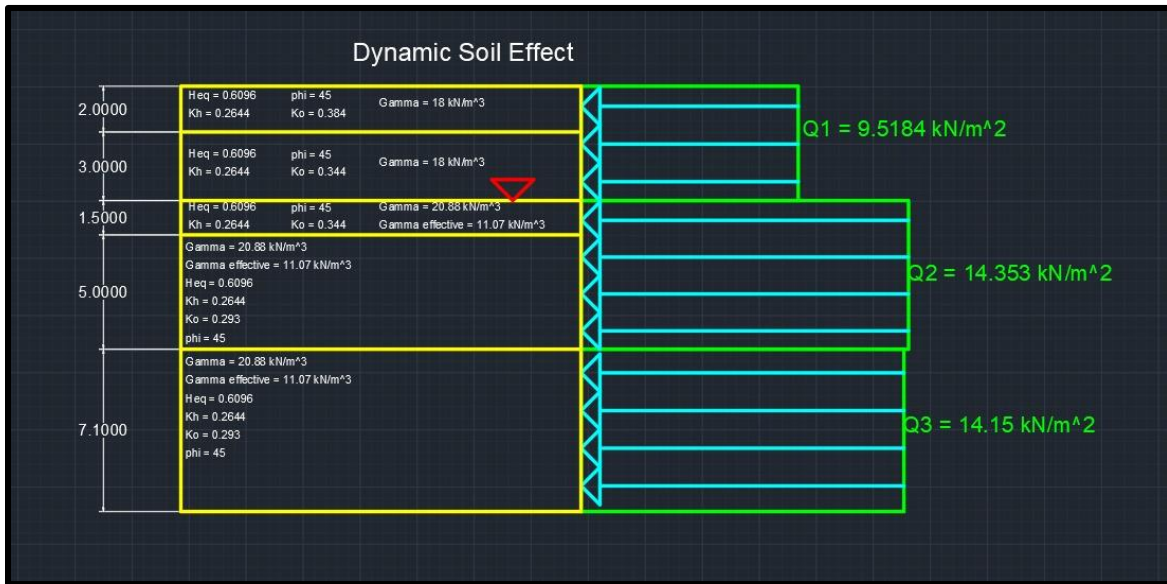 Dynamic Soil Effect
2.0000
Heq = 0.6096 phi = 45 Gamma = 18 kN/m^3
Kh = 0.2644 Ko = 0.384
Q1 = 9.5184 kN/m^2
3.0000
Heq = 0.6096 phi = 45 Gamma = 18 kN/m^3
Kh = 0.2644 Ko = 0.344
1.5000
Heq = 0.6096 phi = 45 Gamma = 20.88 kN/m^3
Kh = 0.2644 Ko = 0.344 Gamma effective = 11.07 kN/m^3
5.0000
Gamma = 20.88 kN/m^3
Gamma effective = 11.07 kN/m^3
Heq = 0.6096
Kh = 0.2644
Ko = 0.293
phi = 45
Q2 = 14.353 kN/m^2
7.1000
Gamma = 20.88 kN/m^3
Gamma effective = 11.07 kN/m^3
Heq = 0.6096
Kh = 0.2644
Ko = 0.293
phi = 45
Q3 = 14.15 kN/m^2